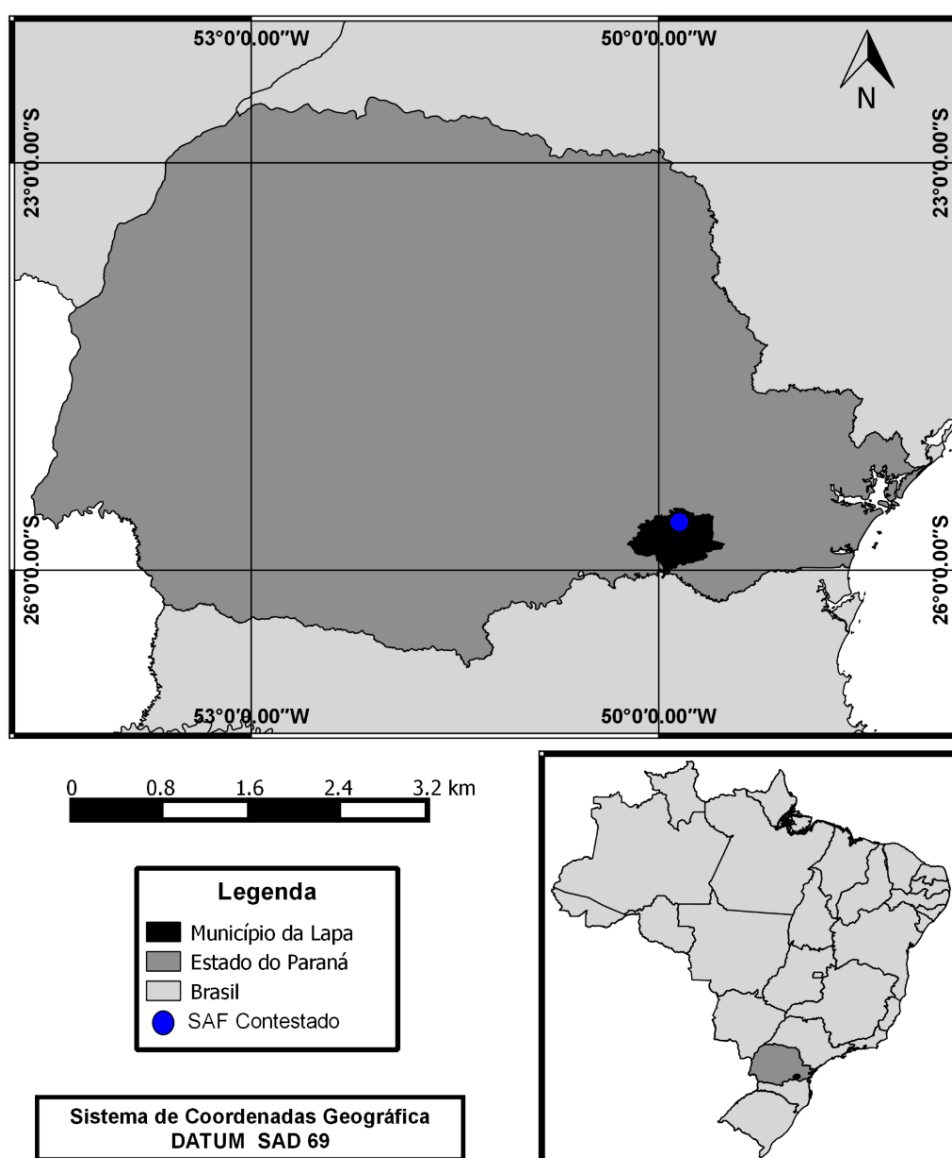 53°0'0.00"W
50°0'0.00"W
N
23°0'0.00"S
23°0'0.00"S
26°0'0.00"S
26°0'0.00"S
53°0'0.00"W
50°0'0.00"W
0 0.8 1.6 2.4 3.2 km
Legenda
Município da Lapa
Estado do Paraná
Brasil
SAF Contestado
Sistema de Coordenadas Geográfica
DATUM SAD 69